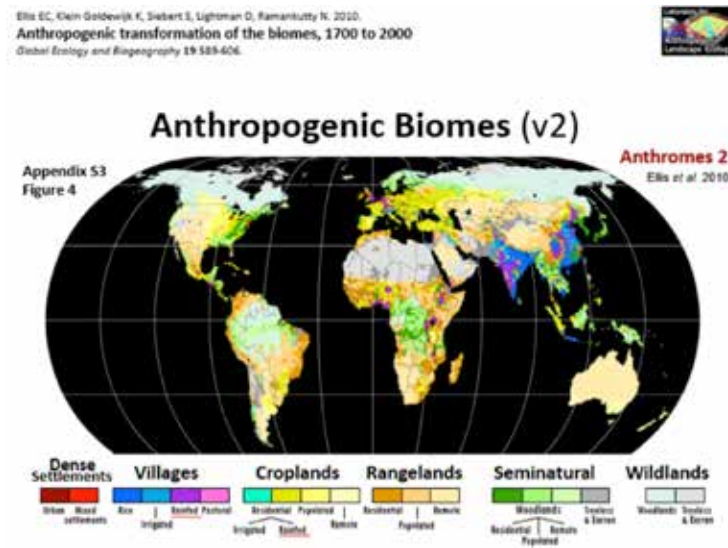 Ellis EC, Klein Goldewijk K, Siebert S, Lightman D, Ramankutty N. 2010.
Anthropogenic transformation of the biomes, 1700 to 2000
Global Ecology and Biogeography 19:589-606.
Anthropogenic Biomes (v2)
Appendix S3
Figure 4
Anthromes 2
Ellis et al. 2010
Dense
Settlements
Villages
Croplands
Rangelands
Seminatural
Wildlands
Urban
Mixed
settlements
Rice
Irrigated
Rainfed
Pastoral
Residential
Populated
Irrigated
Rainfed
Remote
Residential
Populated
Remote
Woodlands
Residential
Populated
Remote
Treeless
& Barren
Woodlands
Treeless
& Barren